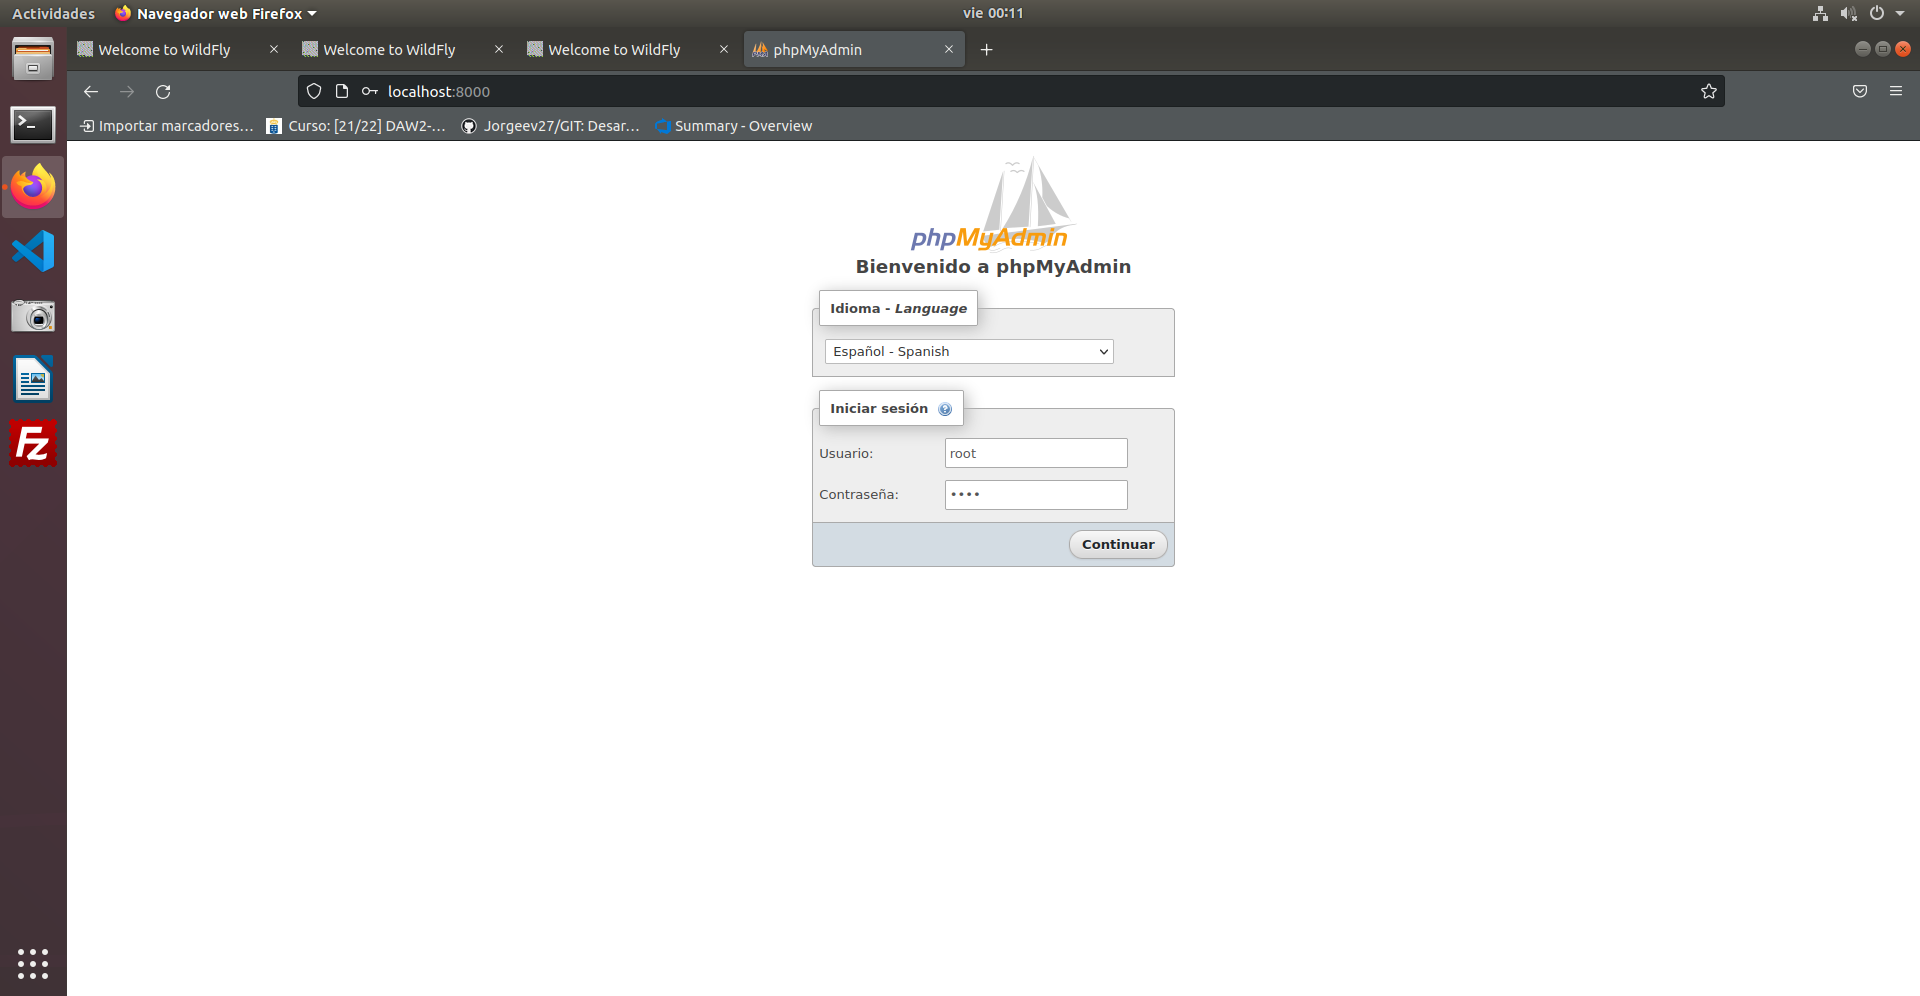 Actividades
Navegador web Firefox
vie 00:11
Welcome to WildFly
Welcome to WildFly
Welcome to WildFly
phpMyAdmin
localhost:8000
Importar marcadores…
Curso: [21/22] DAW2-…
Jorgeev27/GIT: Desar…
Summary - Overview
phpMyAdmin
Bienvenido a phpMyAdmin
Idioma - Language
Español - Spanish
Iniciar sesión
Usuario:
root
Contraseña:
••••
Continuar
Fz